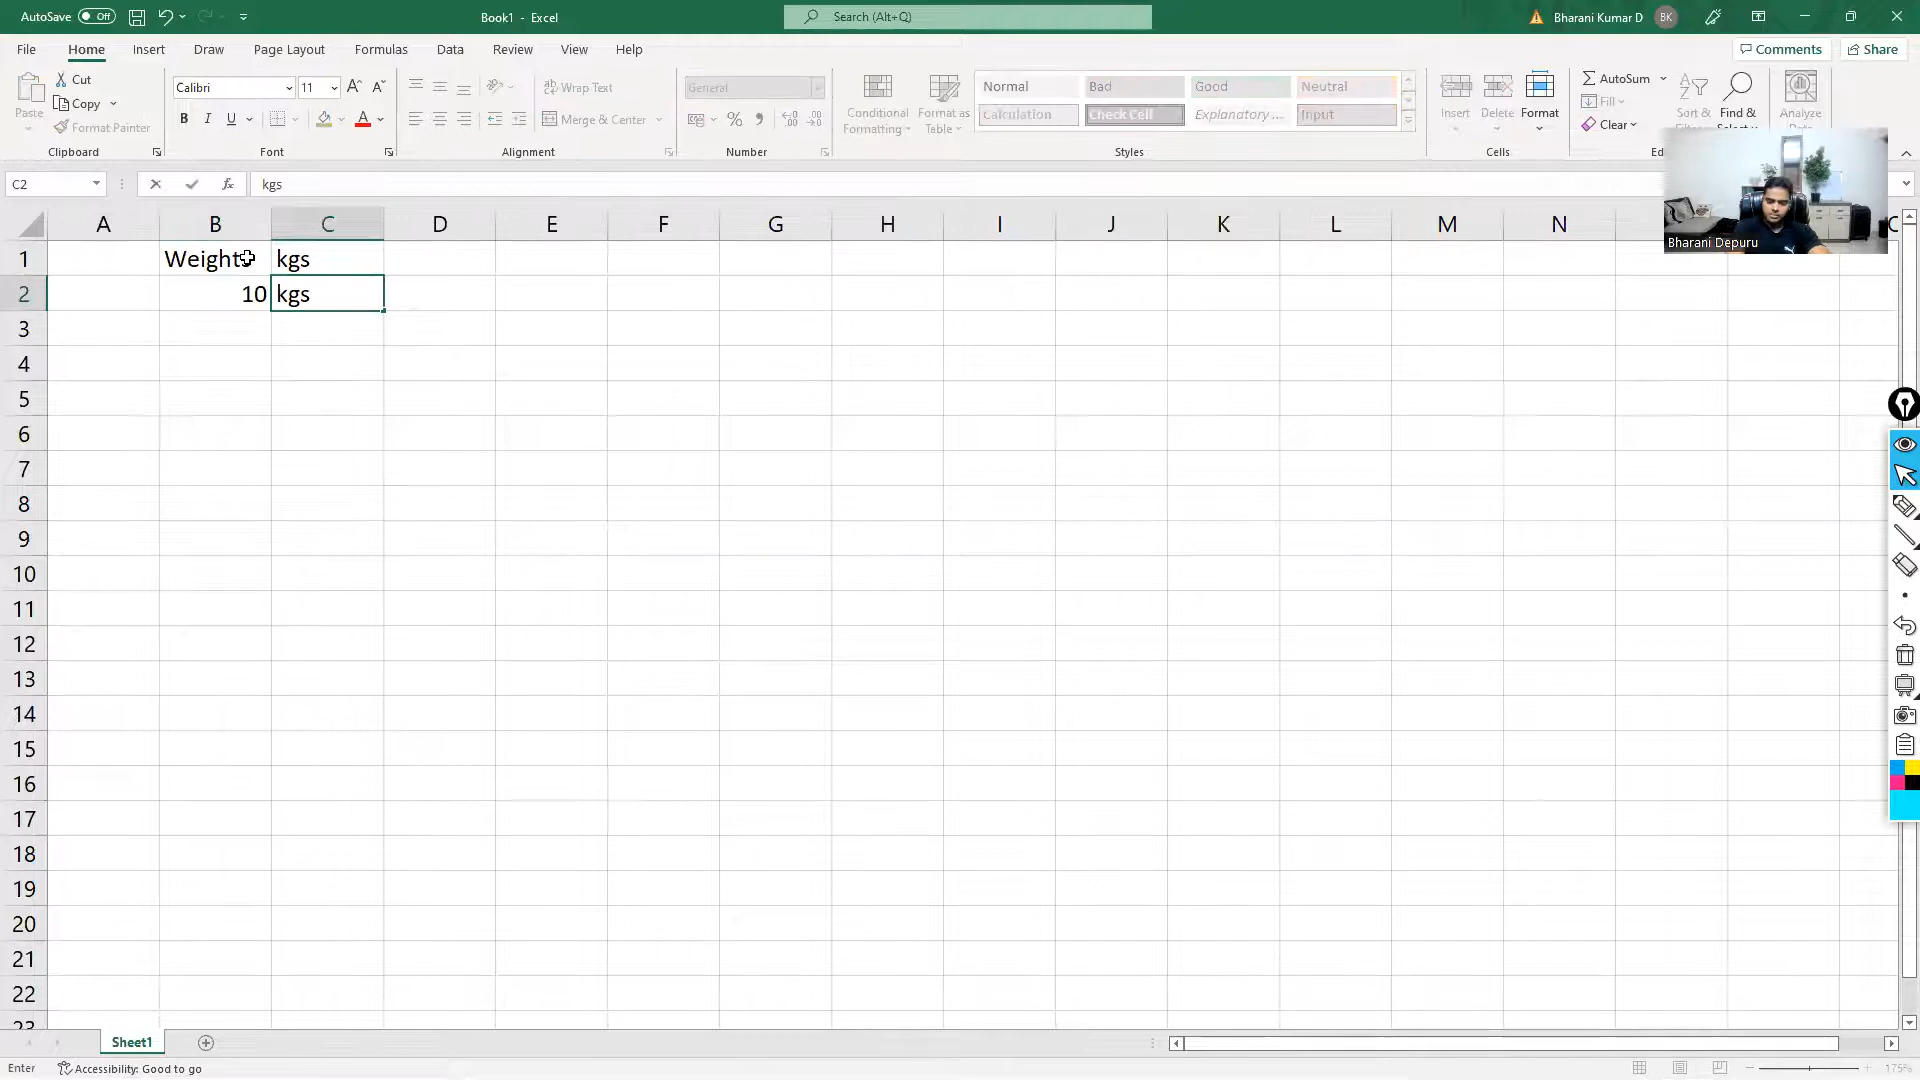 AutoSave Off Book1 - Excel Search (Alt+Q) Bharani Kumar D BK
File Home Insert Draw Page Layout Formulas Data Review View Help Comments Share
Paste Cut Copy Format Painter
Clipboard
Calibri 11
B I U
Font
Wrap Text
Merge & Center
Alignment
General
Number
Conditional Formatting
Format as Table
Normal Bad Good Neutral
Calculation Check Cell Explanatory ... Input
Styles
Insert Delete Format
Cells
AutoSum
Fill
Clear
Sort &
Find &
Analyze
Bharani Depuru
C2 fx kgs
A B C D E F G H I J K L M N
1 Weight kgs
2 10 kgs
3
4
5
6
7
8
9
10
11
12
13
14
15
16
17
18
19
20
21
22
23
Sheet1
Enter Accessibility: Good to go 175%